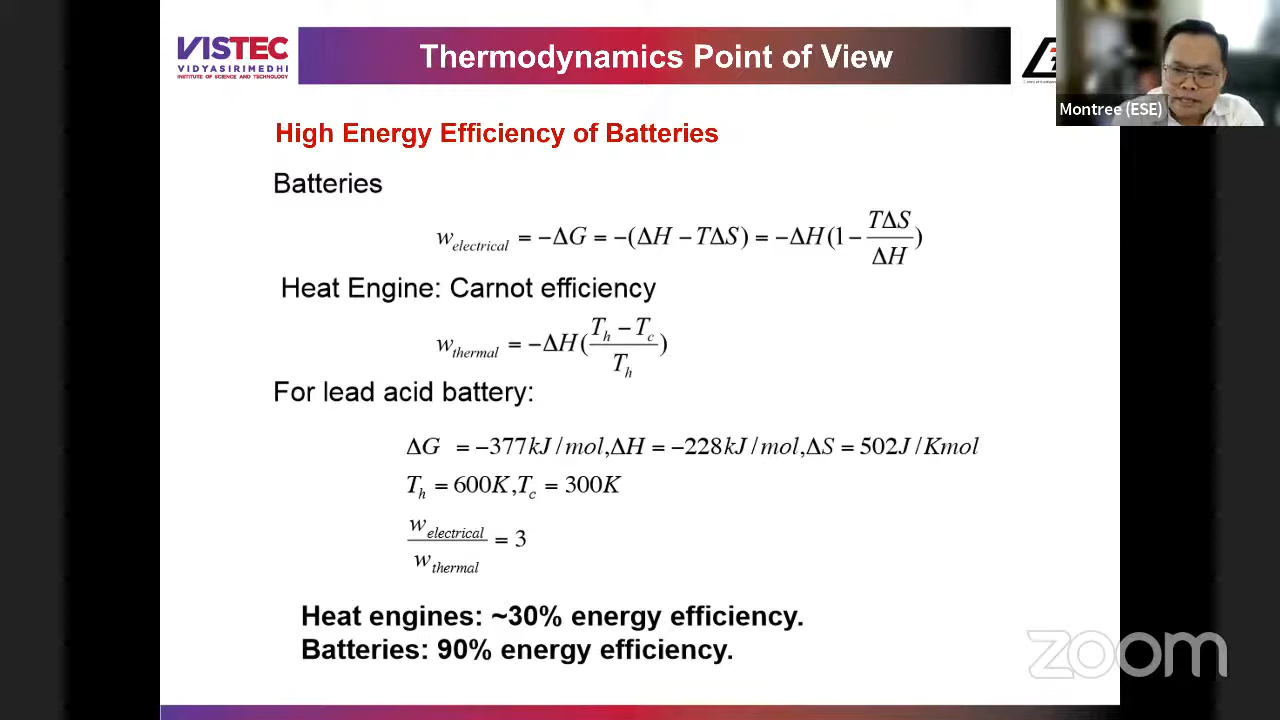 VISTEC
VIDYASIRIMEDHI
INSTITUTE OF SCIENCE AND TECHNOLOGY
Thermodynamics Point of View
Montree (ESE)
High Energy Efficiency of Batteries
Batteries
w_electrical = −ΔG = −(ΔH − TΔS) = −ΔH(1 − TΔS/ΔH)
Heat Engine: Carnot efficiency
w_thermal = −ΔH((T_h − T_c)/T_h)
For lead acid battery:
ΔG = −377kJ/mol,ΔH = −228kJ/mol,ΔS = 502J/Kmol
T_h = 600K,T_c = 300K
w_electrical/w_thermal = 3
Heat engines: ~30% energy efficiency.
Batteries: 90% energy efficiency.
zoom